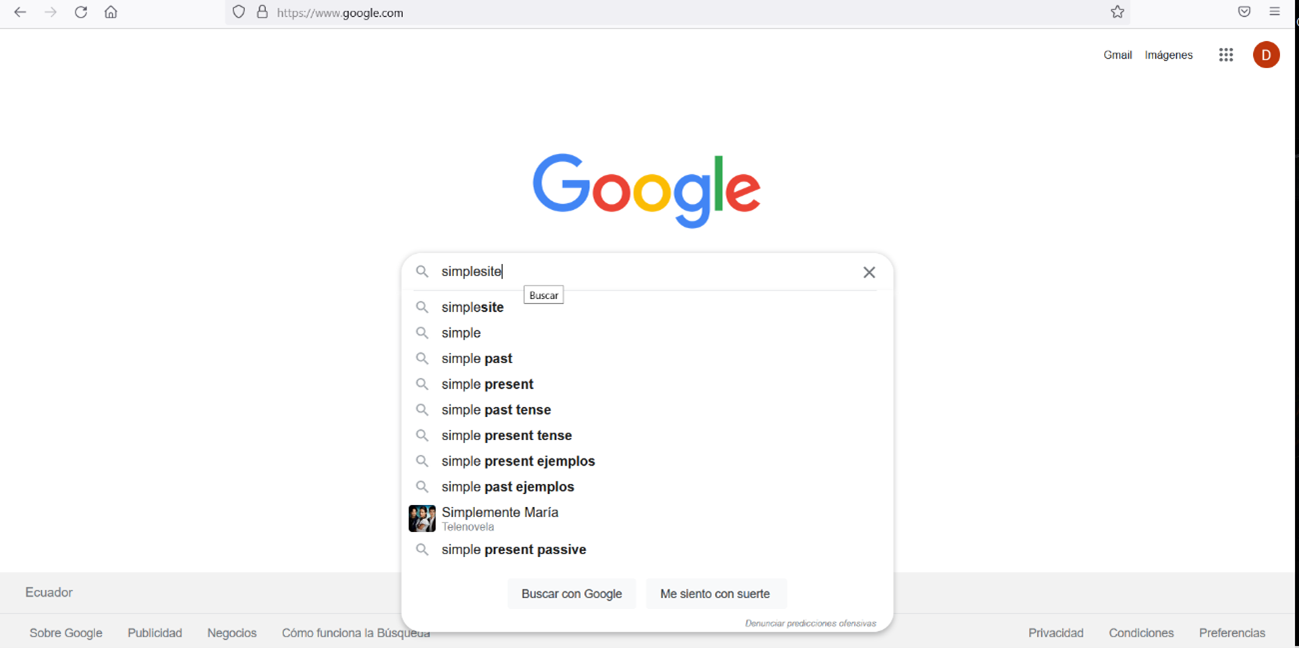 https://www.google.com
Gmail Imágenes D
Google
simplesite
Buscar
simplesite
simple
simple past
simple present
simple past tense
simple present tense
simple present ejemplos
simple past ejemplos
Simplemente María
Telenovela
simple present passive
Buscar con Google Me siento con suerte
Denunciar predicciones ofensivas
Ecuador
Sobre Google Publicidad Negocios Cómo funciona la Búsqueda Privacidad Condiciones Preferencias